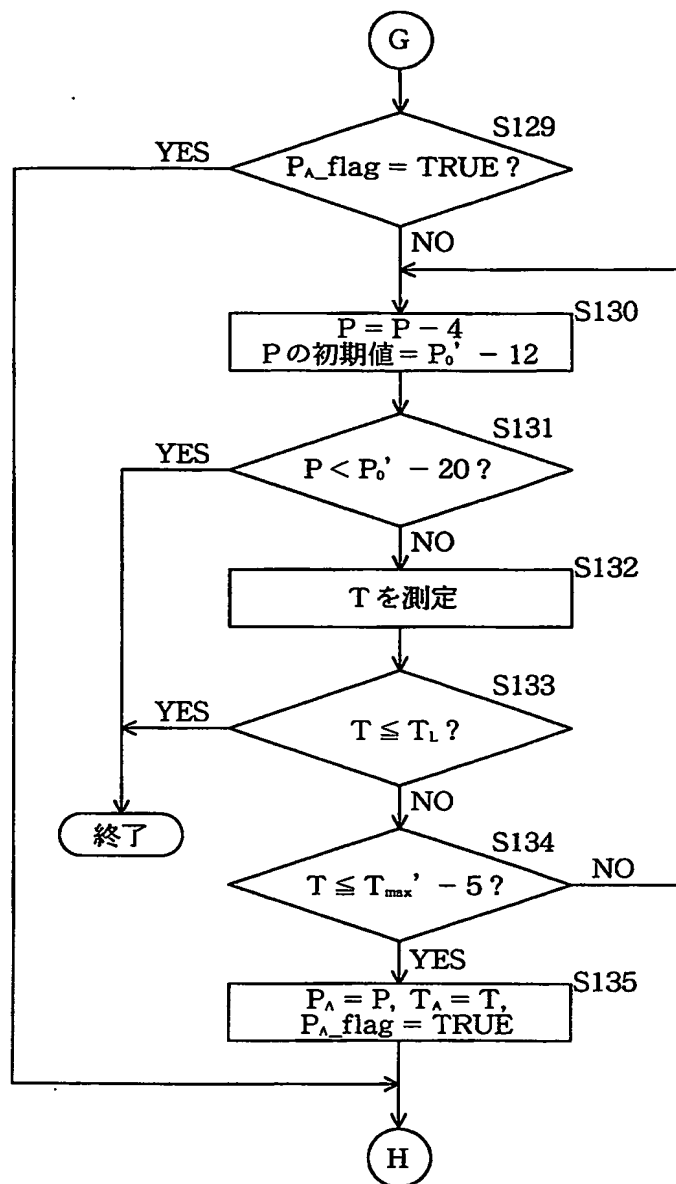 G
S129
YES
P_A_flag = TRUE ?
NO
S130
P = P − 4
Pの初期値 = P₀' − 12
S131
YES
P < P₀' − 20 ?
NO
S132
Tを測定
S133
YES
T ≦ T_L ?
NO
終了
S134
T ≦ T_max' − 5 ?
NO
YES
S135
P_A = P, T_A = T,
P_A_flag = TRUE
H